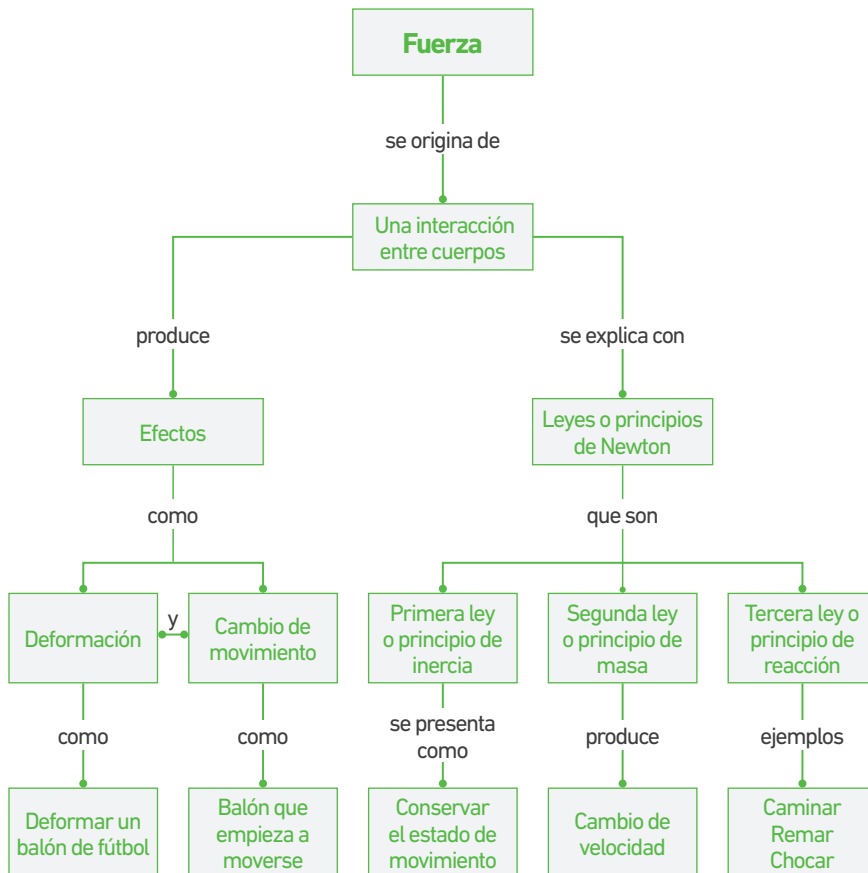 Fuerza
se origina de
Una interacción
entre cuerpos
produce
se explica con
Efectos
Leyes o principios
de Newton
como
que son
Deformación
y
Cambio de
movimiento
Primera ley
o principio de
inercia
Segunda ley
o principio de
masa
Tercera ley o
principio de
reacción
como
como
se presenta
como
produce
ejemplos
Deformar un
balón de fútbol
Balón que
empieza a
moverse
Conservar
el estado de
movimiento
Cambio de
velocidad
Caminar
Remar
Chocar